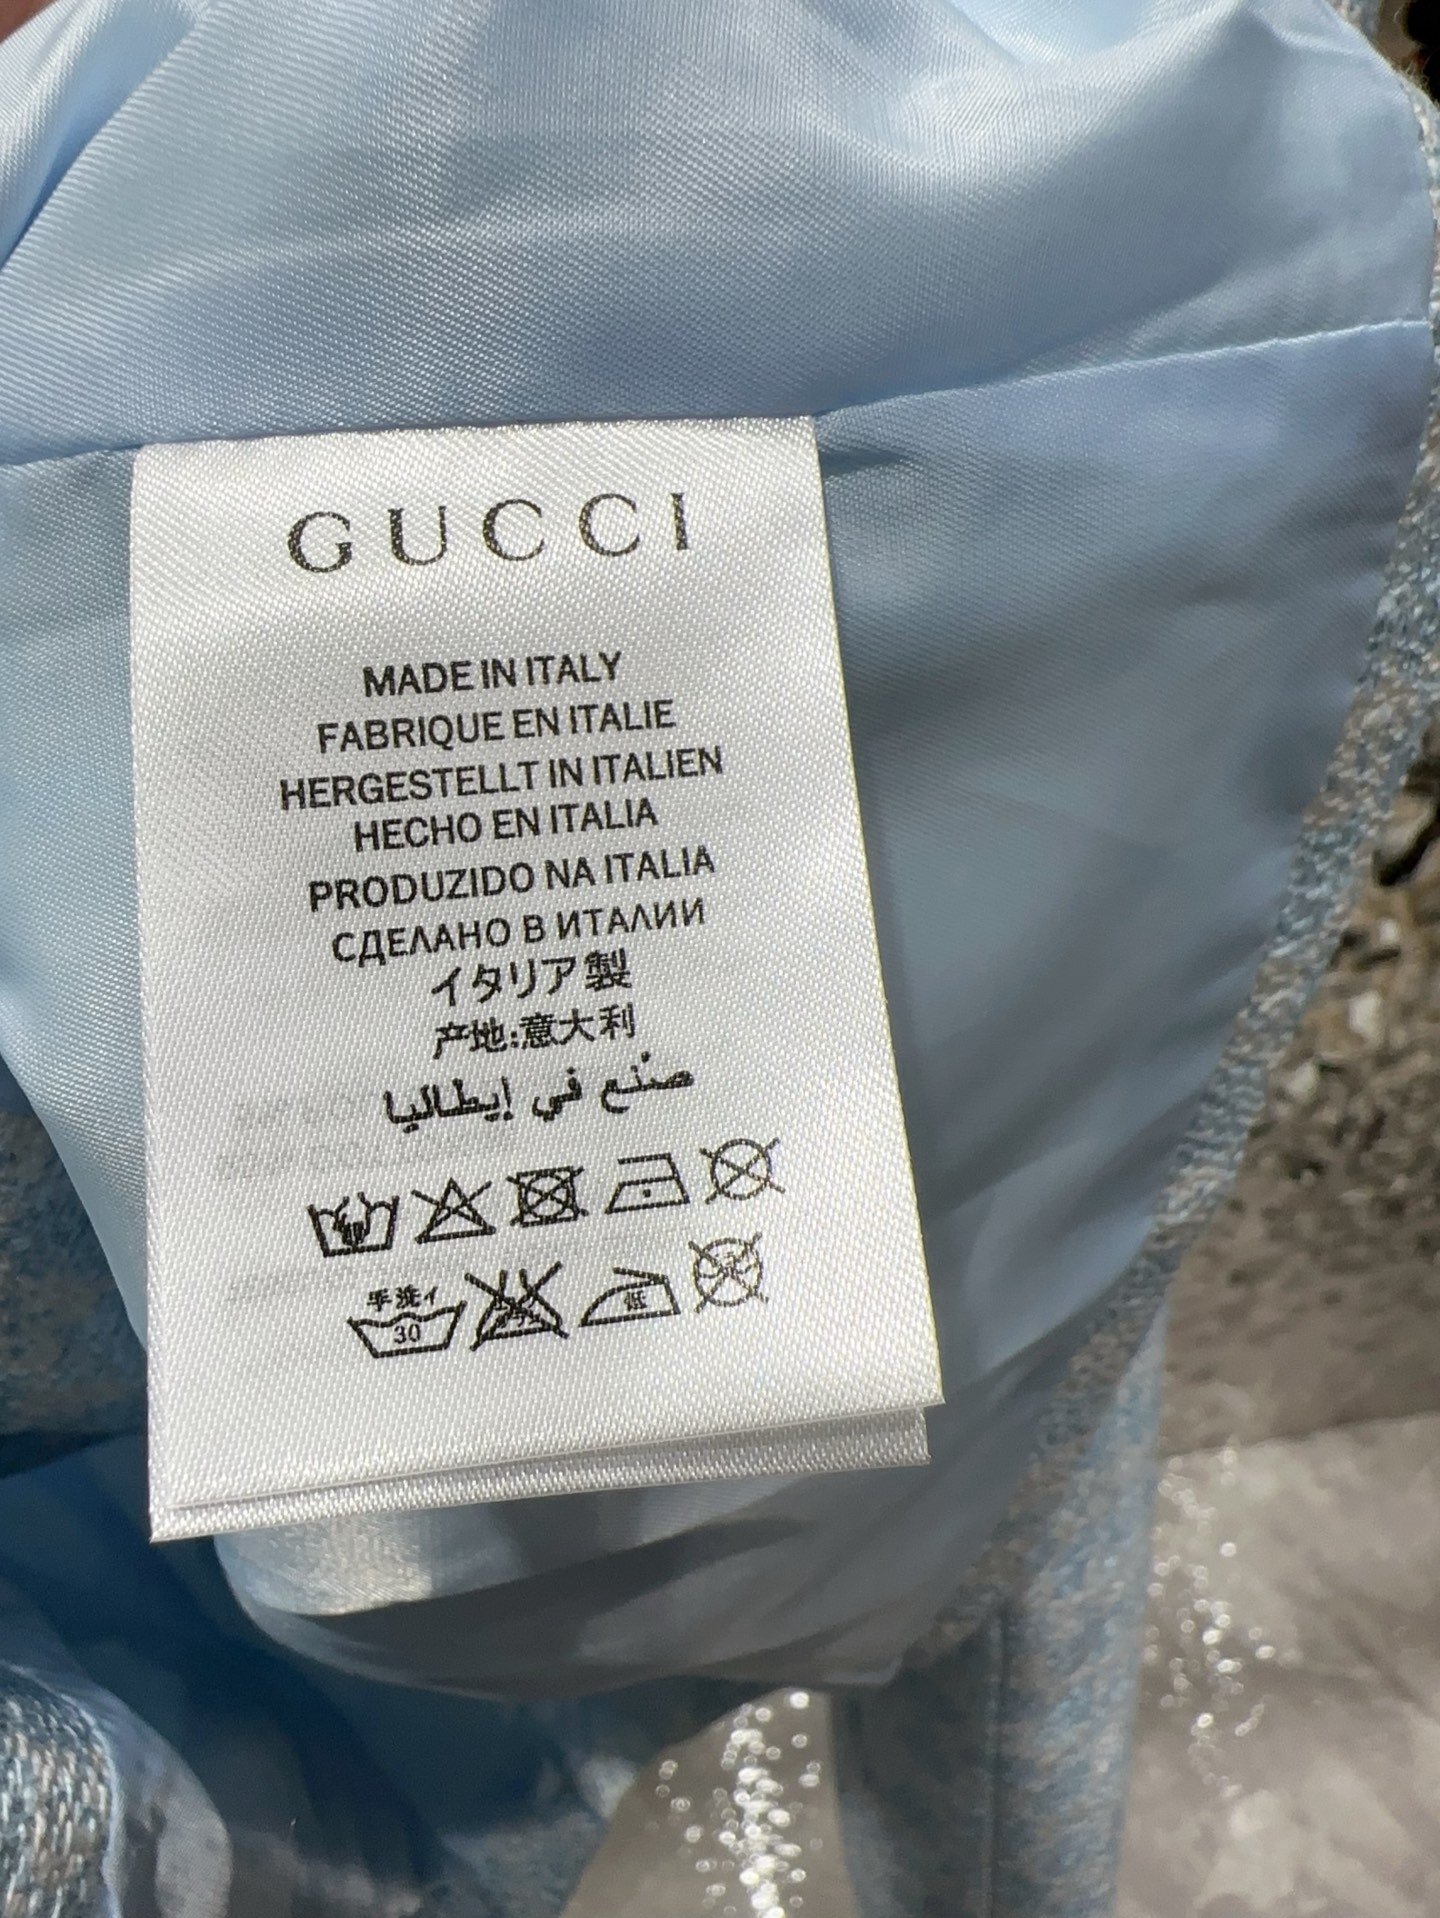 GUCCI
MADE IN ITALY
FABRIQUE EN ITALIE
HERGESTELLT IN ITALIEN
HECHO EN ITALIA
PRODUZIDO NA ITALIA
СДЕЛАНО В ИТАЛИИ
イタリア製
产地:意大利
صنع في إيطاليا
手洗イ
30
低